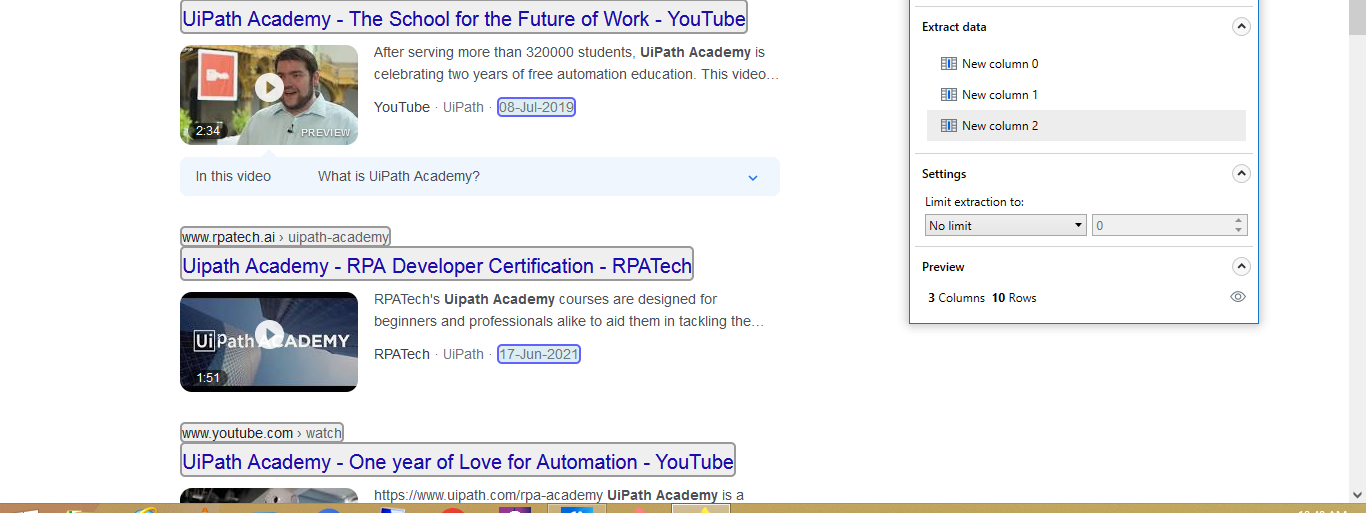 UiPath Academy - The School for the Future of Work - YouTube
After serving more than 320000 students, UiPath Academy is
celebrating two years of free automation education. This video…
2:34
PREVIEW
YouTube · UiPath · 08-Jul-2019
In this video
What is UiPath Academy?
www.rpatech.ai › uipath-academy
Uipath Academy - RPA Developer Certification - RPATech
RPATech's Uipath Academy courses are designed for
beginners and professionals alike to aid them in tackling the…
UiPath ACADEMY
1:51
RPATech · UiPath · 17-Jun-2021
www.youtube.com › watch
UiPath Academy - One year of Love for Automation - YouTube
https://www.uipath.com/rpa-academy UiPath Academy is a
Extract data
New column 0
New column 1
New column 2
Settings
Limit extraction to:
No limit
0
Preview
3 Columns 10 Rows